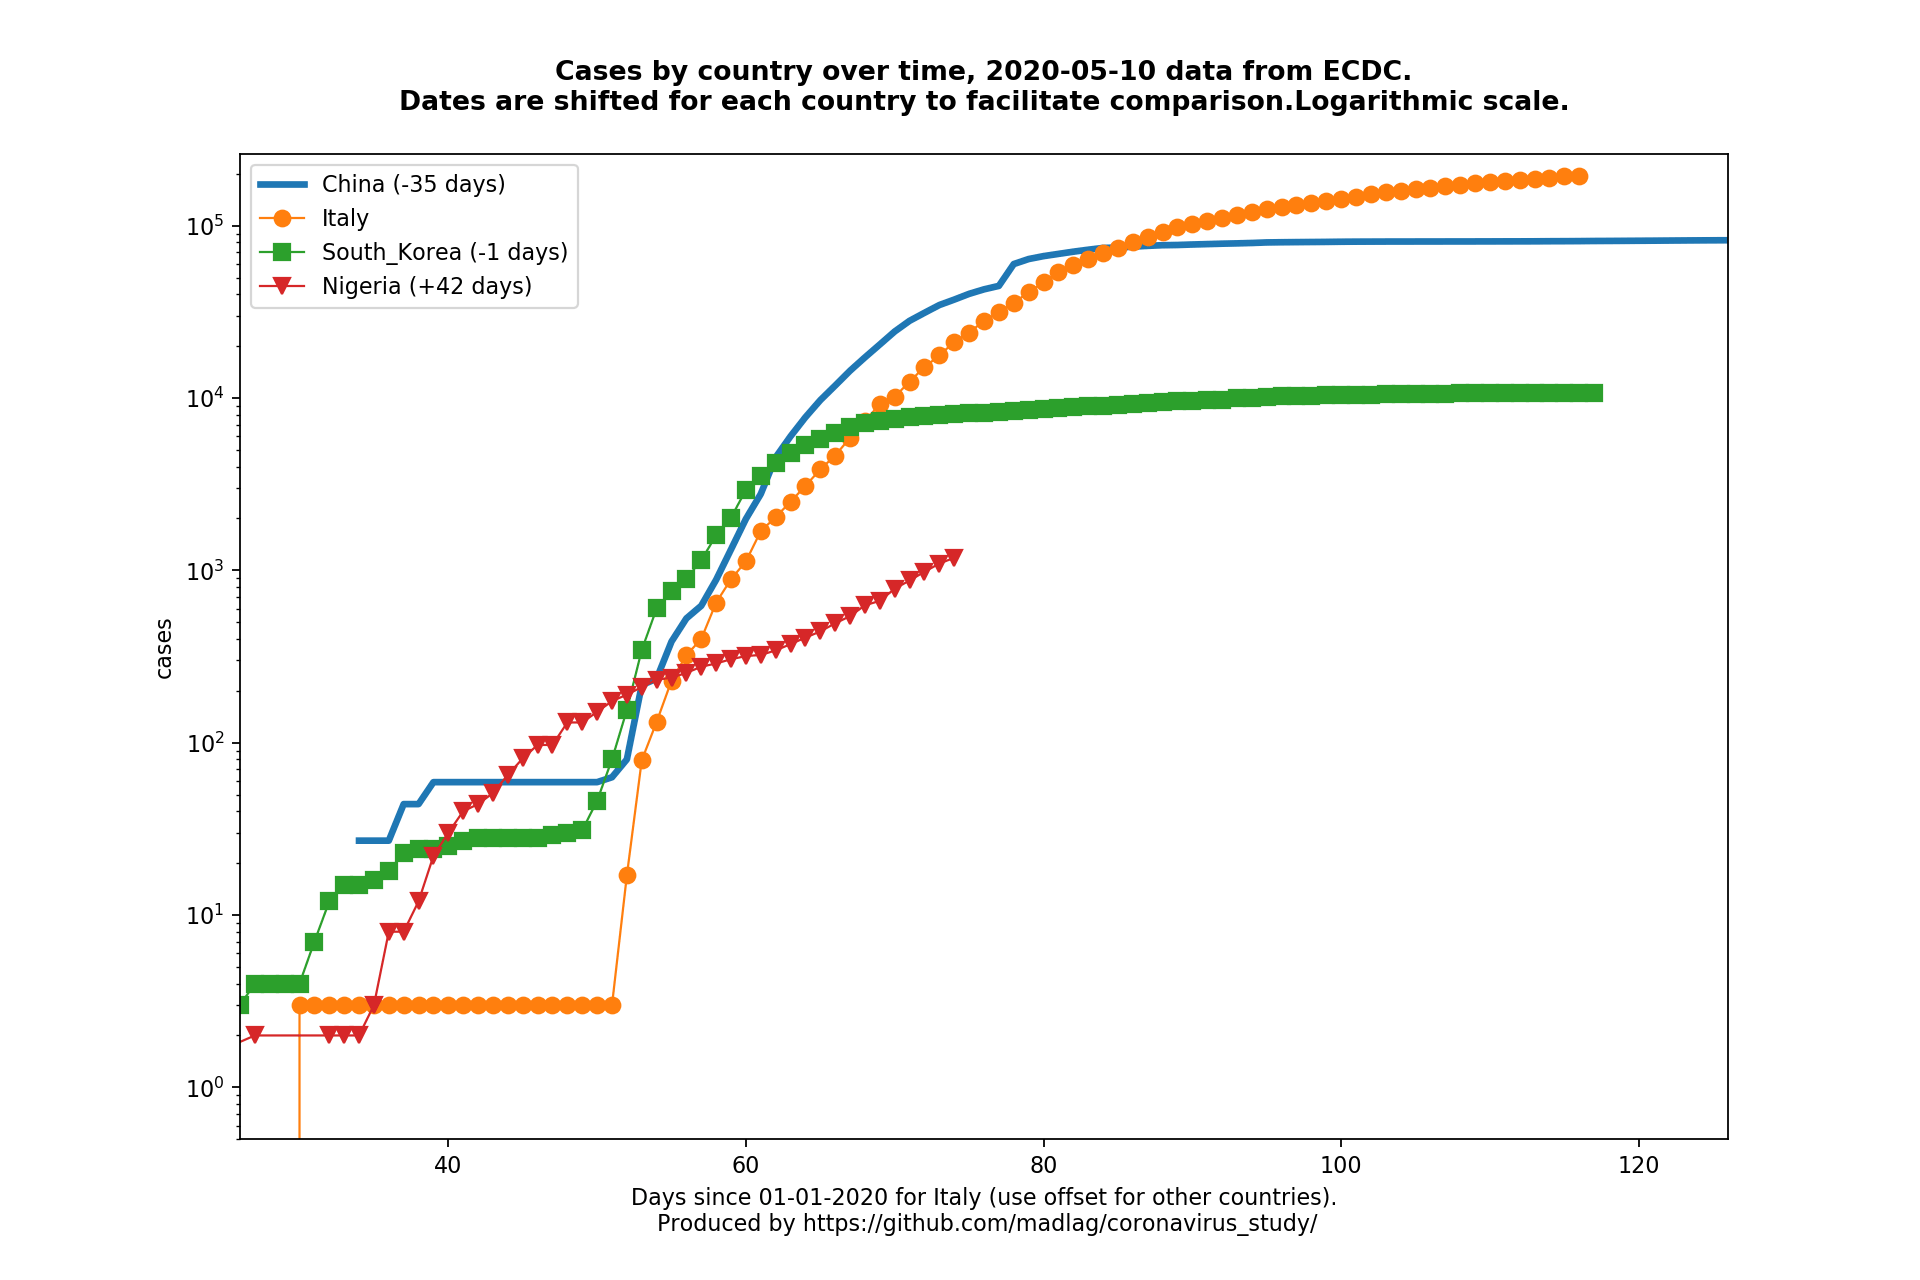 Cases by country over time, 2020-05-10 data from ECDC.
Dates are shifted for each country to facilitate comparison.Logarithmic scale.
China (-35 days)
Italy
South_Korea (-1 days)
Nigeria (+42 days)
cases
10^5
10^4
10^3
10^2
10^1
10^0
40 60 80 100 120
Days since 01-01-2020 for Italy (use offset for other countries).
Produced by https://github.com/madlag/coronavirus_study/